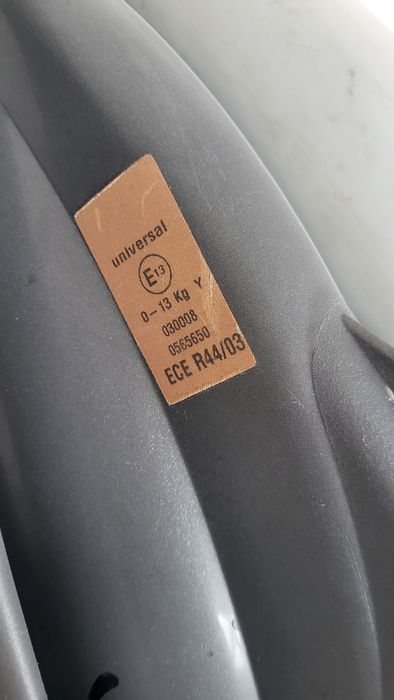 universal
E13
0-13 Kg Y
030008
0565650
ECE R44/03